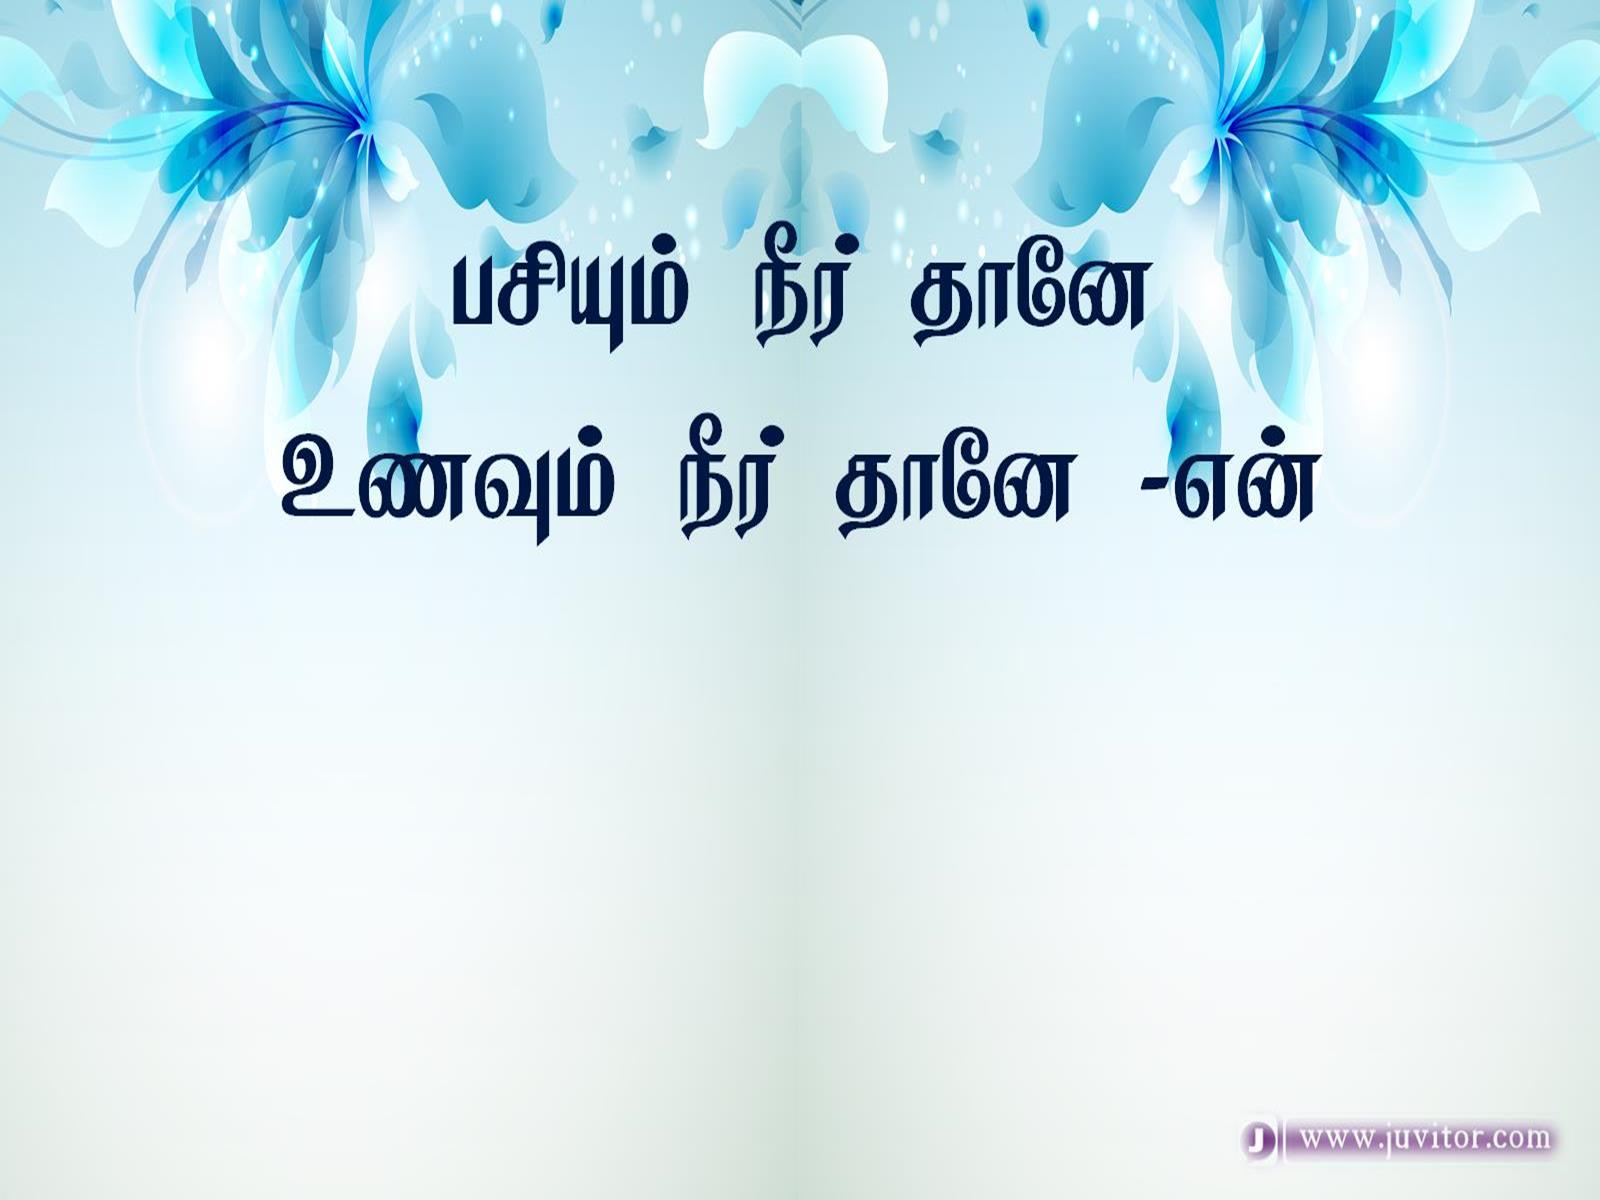 பசியும் நீர் தானே
உணவும் நீர் தானே -என்
J www.juvitor.com